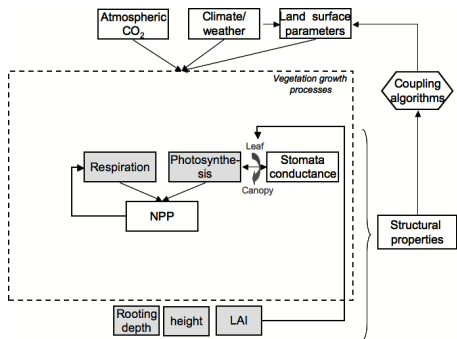 Atmospheric
CO2
Climate/
weather
Land surface
parameters
Vegetation growth
processes
Coupling
algorithms
Leaf
Respiration
Photosynthe-
sis
Stomata
conductance
Canopy
NPP
Structural
properties
Rooting
depth
height
LAI